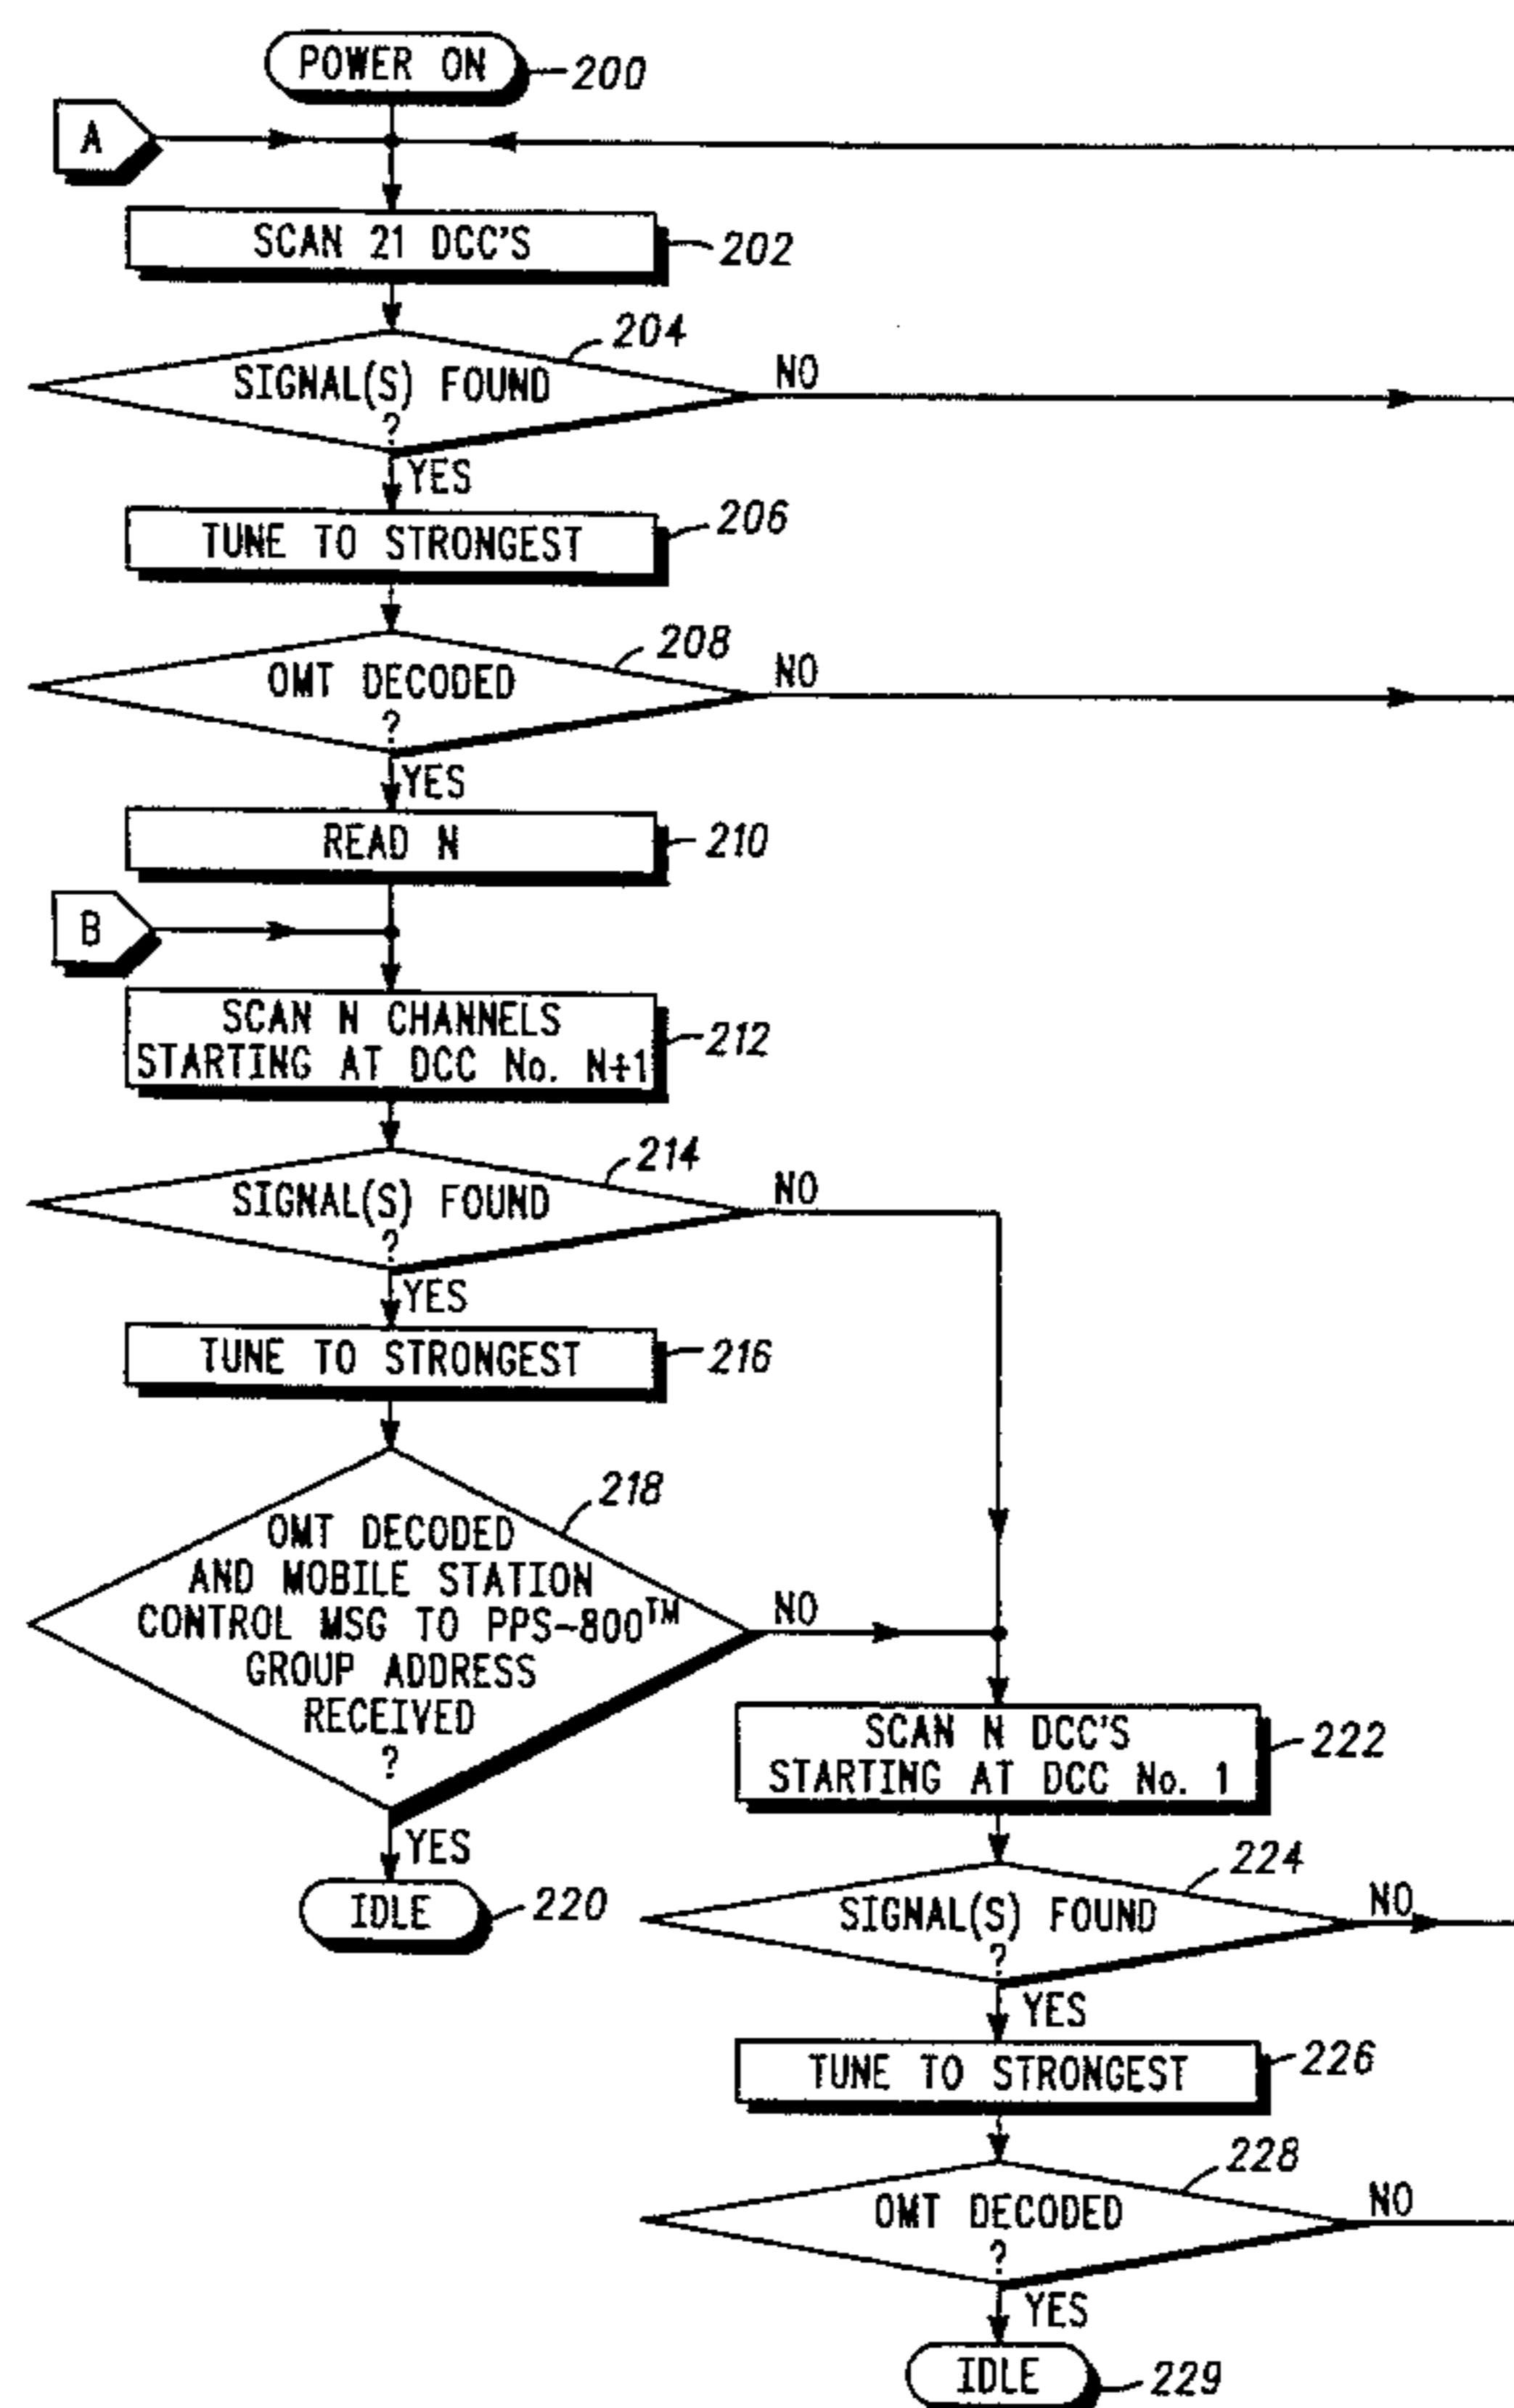 POWER ON
200
A
SCAN 21 DCC'S
202
204
SIGNAL(S) FOUND
?
NO
YES
TUNE TO STRONGEST
206
208
OMT DECODED
?
NO
YES
READ N
210
B
SCAN N CHANNELS
STARTING AT DCC No. N+1
212
214
SIGNAL(S) FOUND
?
NO
YES
TUNE TO STRONGEST
216
218
OMT DECODED
AND MOBILE STATION
CONTROL MSG TO PPS-800™
GROUP ADDRESS
RECEIVED
?
NO
YES
IDLE
220
SCAN N DCC'S
STARTING AT DCC No. 1
222
224
SIGNAL(S) FOUND
?
NO
YES
TUNE TO STRONGEST
226
228
OMT DECODED
?
NO
YES
IDLE
229